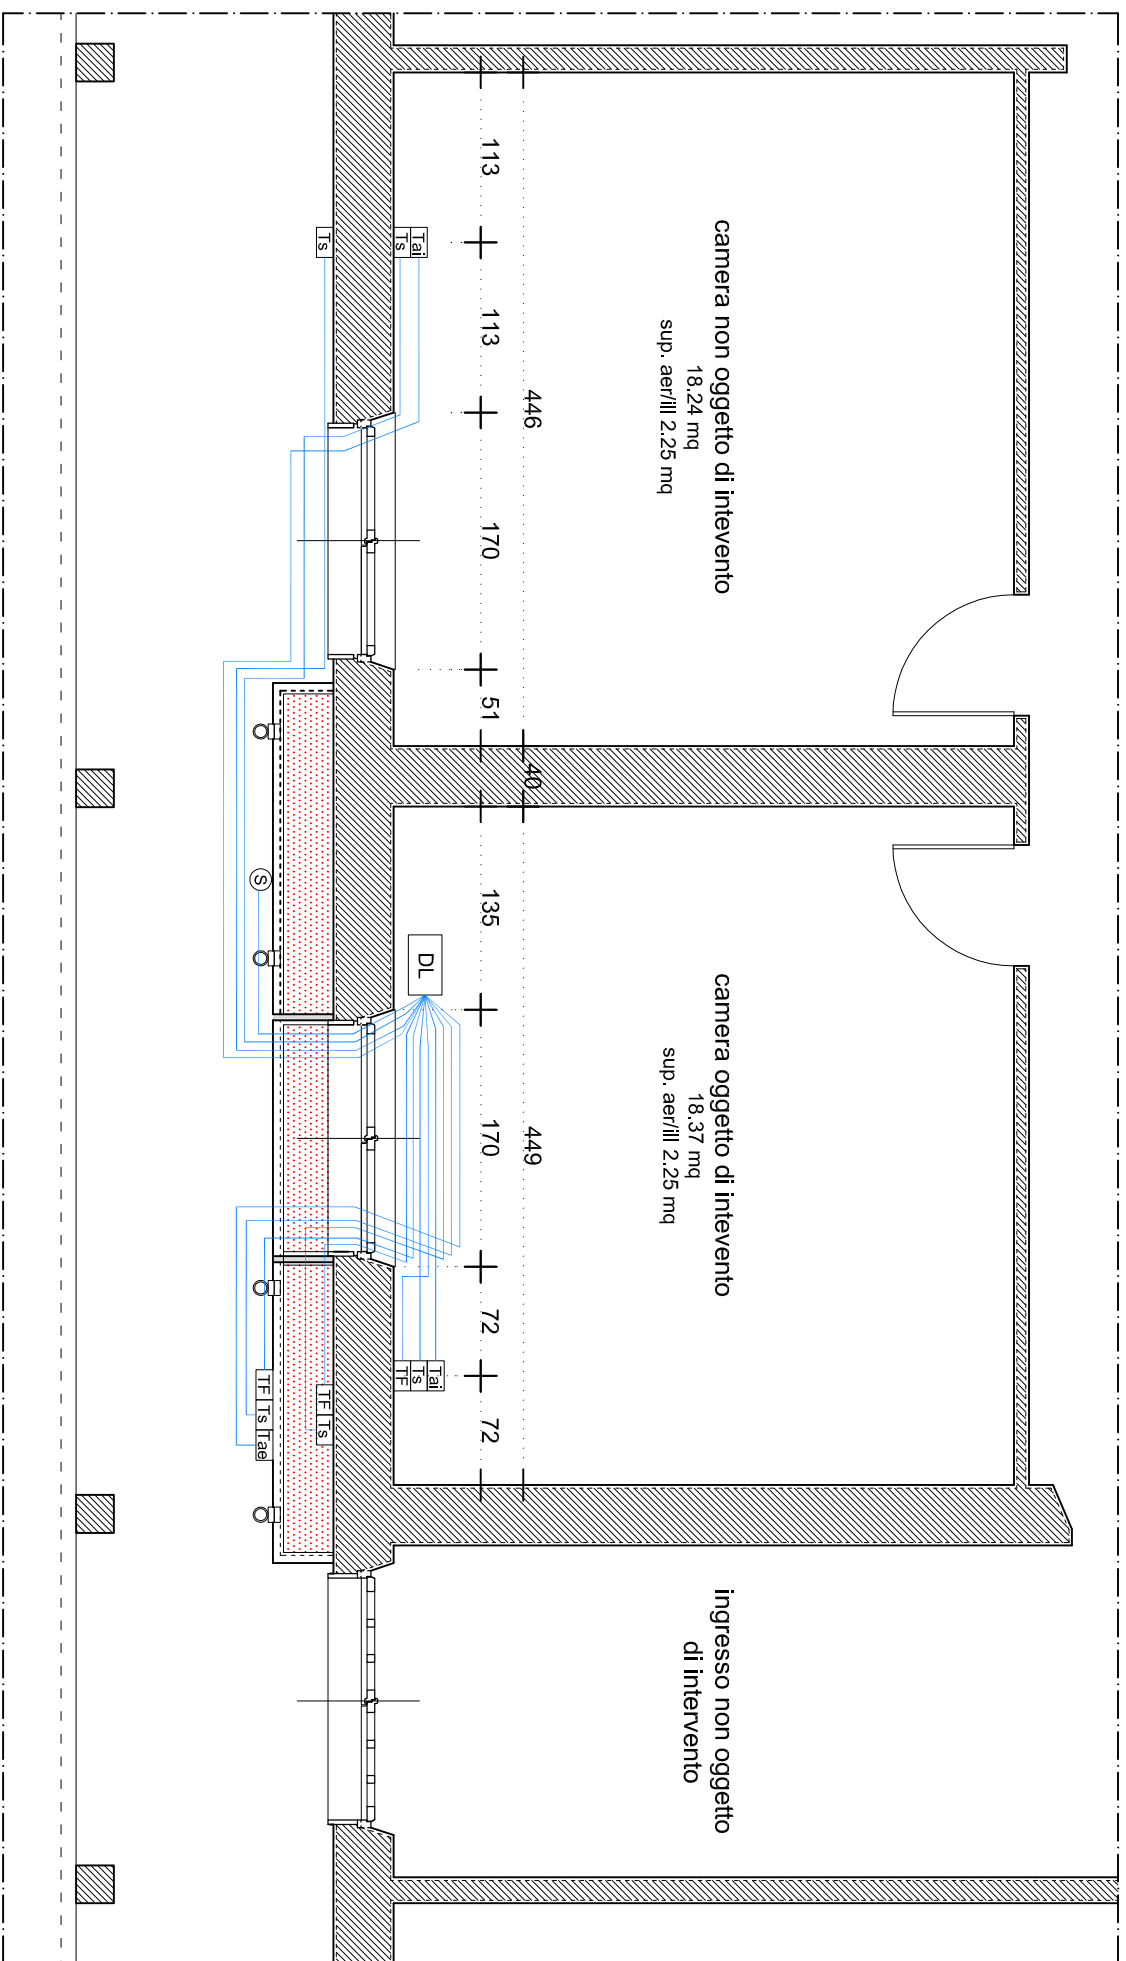 camera non oggetto di intevento
18.24 mq
sup. aer/ill 2.25 mq
446
113
113
170
51
40
Tai
Ts
Ts
camera oggetto di intevento
18.37 mq
sup. aer/ill 2.25 mq
449
135
170
72
72
DL
S
Tai
Ts
TF
TF
Ts
TF
Ts
Tae
ingresso non oggetto
di intervento